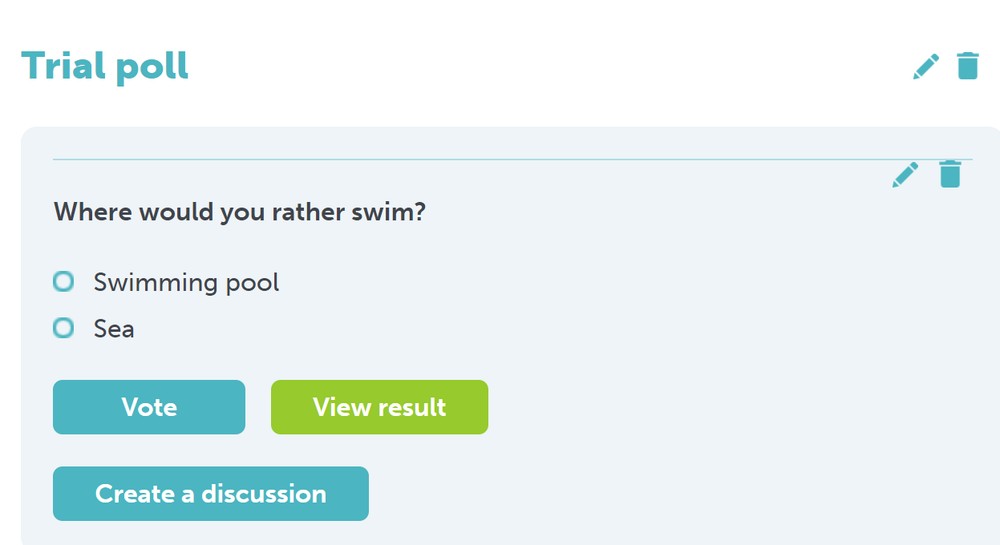 Trial poll
Where would you rather swim?
Swimming pool
Sea
Vote
View result
Create a discussion